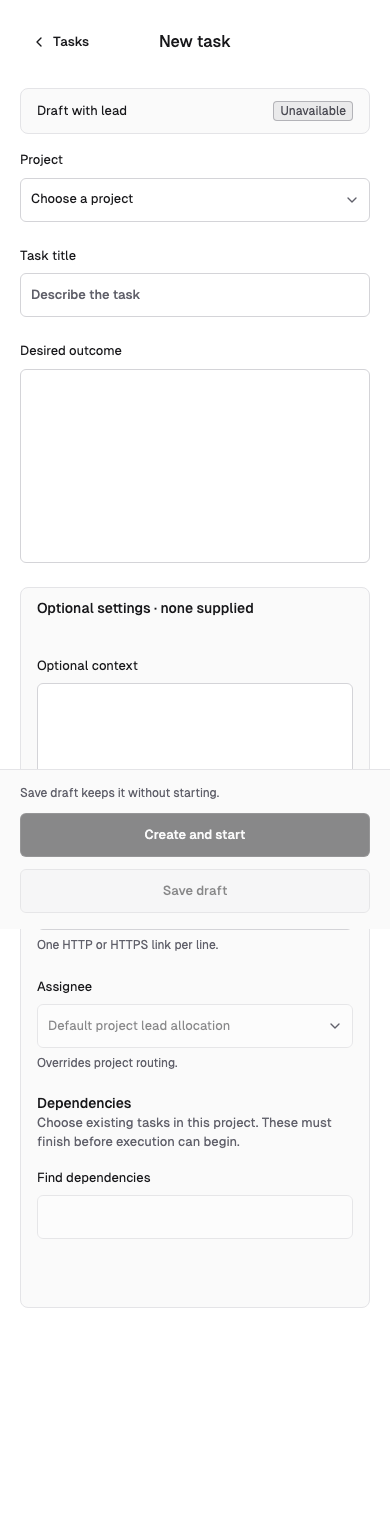 Tasks
New task
Draft with lead
Unavailable
Project
Choose a project
Task title
Describe the task
Desired outcome
Optional settings · none supplied
Optional context
Save draft keeps it without starting.
Create and start
Save draft
One HTTP or HTTPS link per line.
Assignee
Default project lead allocation
Overrides project routing.
Dependencies
Choose existing tasks in this project. These must
finish before execution can begin.
Find dependencies